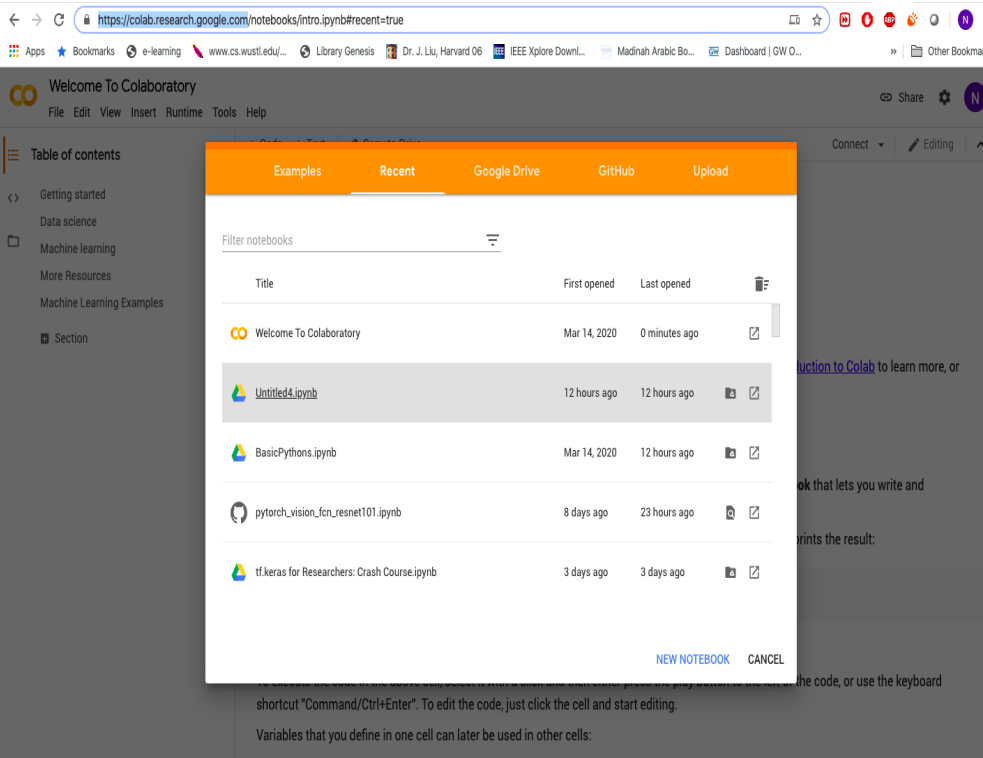 https://colab.research.google.com/notebooks/intro.ipynb#recent=true
N
Apps Bookmarks e-learning www.cs.wustl.edu/... Library Genesis Dr. J. Liu, Harvard 06 IEEE Xplore Downl... Madinah Arabic Bo... Dashboard | GW O... » Other Bookma
Welcome To Colaboratory
File Edit View Insert Runtime Tools Help
Share N
Table of contents
Connect Editing
Getting started
Data science
Machine learning
More Resources
Machine Learning Examples
Section
Examples Recent Google Drive GitHub Upload
Filter notebooks
Title First opened Last opened
Welcome To Colaboratory Mar 14, 2020 0 minutes ago
Untitled4.ipynb 12 hours ago 12 hours ago
BasicPythons.ipynb Mar 14, 2020 12 hours ago
pytorch_vision_fcn_resnet101.ipynb 8 days ago 23 hours ago
tf.keras for Researchers: Crash Course.ipynb 3 days ago 3 days ago
NEW NOTEBOOK CANCEL
uction to Colab to learn more, or
ok that lets you write and
rints the result:
the code, or use the keyboard
shortcut "Command/Ctrl+Enter". To edit the code, just click the cell and start editing.
Variables that you define in one cell can later be used in other cells: